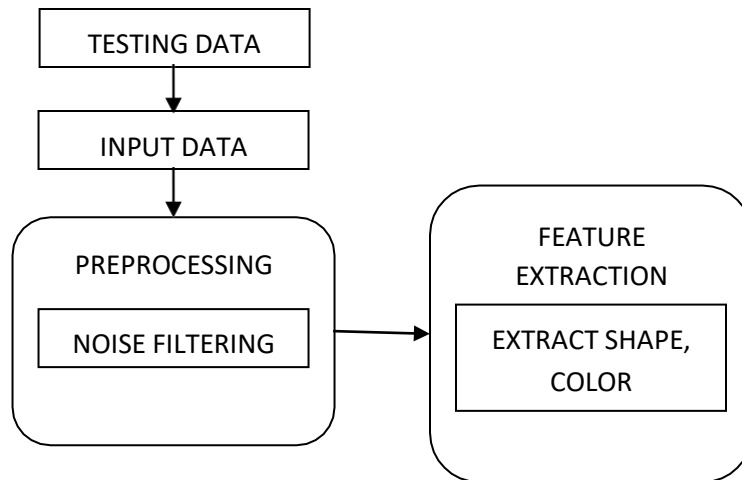 TESTING DATA
INPUT DATA
PREPROCESSING
NOISE FILTERING
FEATURE
EXTRACTION
EXTRACT SHAPE,
COLOR